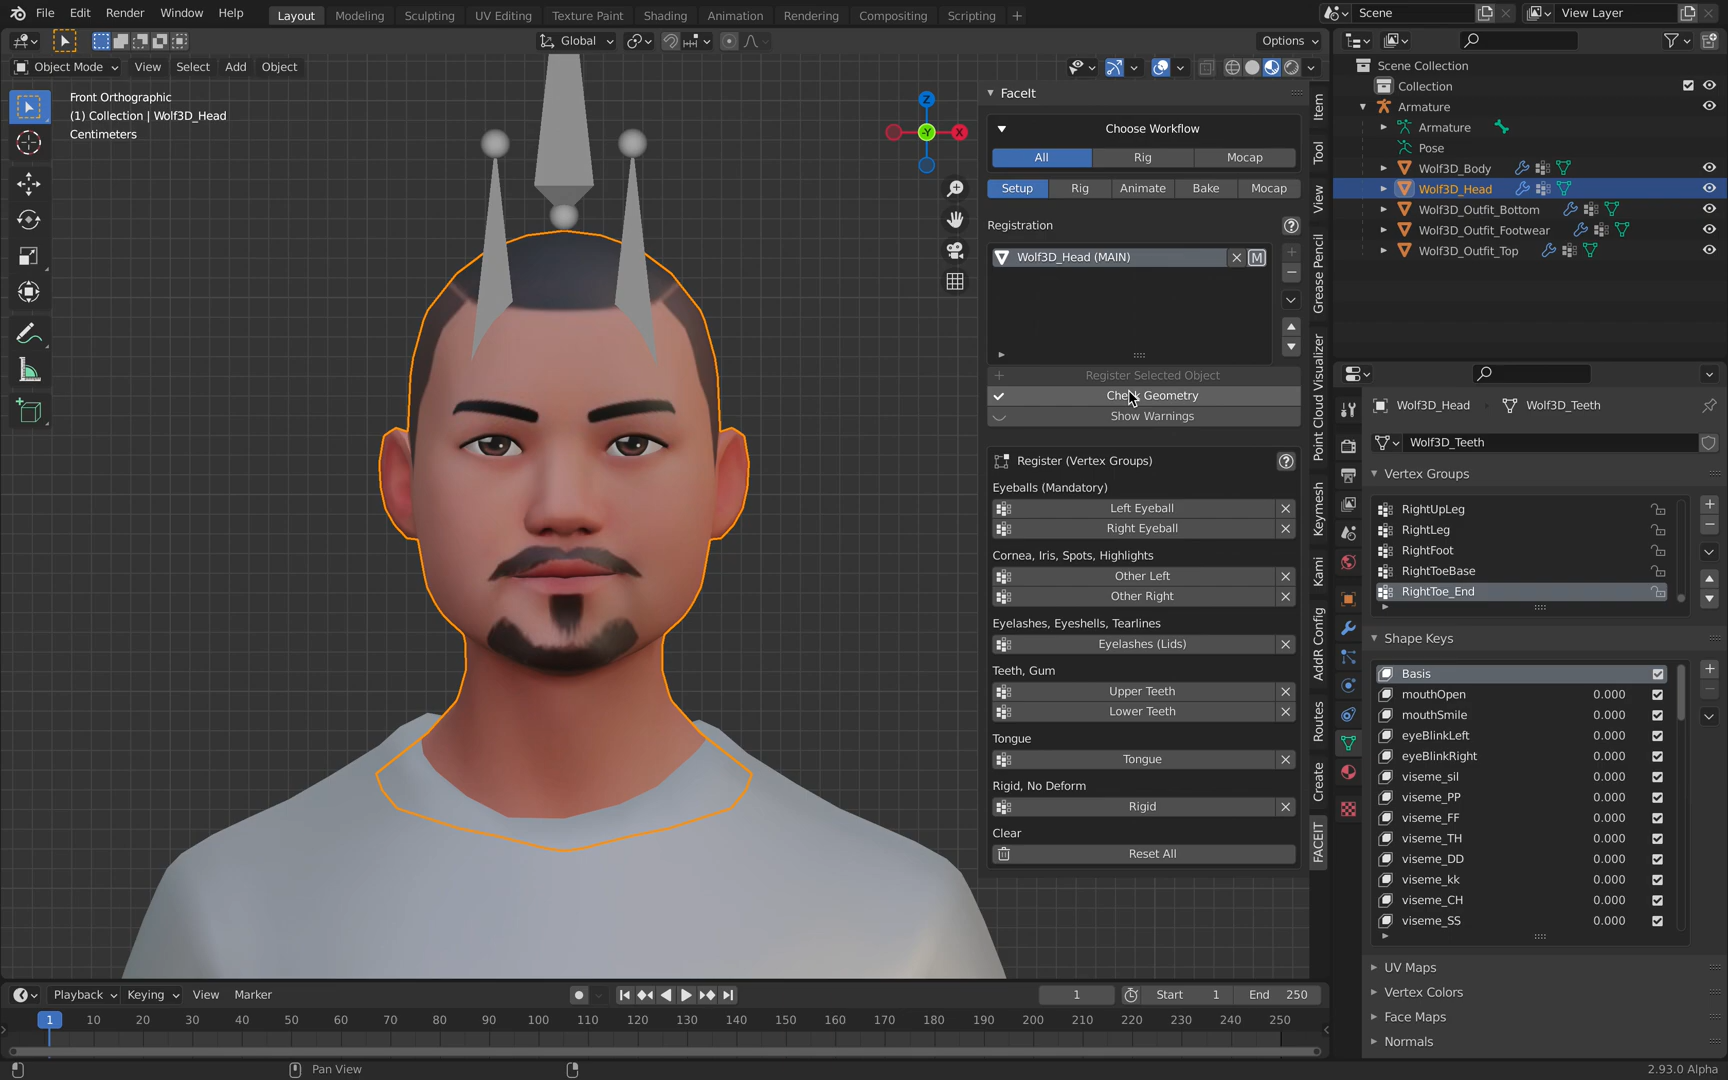 File Edit Render Window Help Layout Modeling Sculpting UV Editing Texture Paint Shading Animation Rendering Compositing Scripting + Scene View Layer
Global Options
Object Mode View Select Add Object
Front Orthographic
(1) Collection | Wolf3D_Head
Centimeters
Z
-Y
X
FaceIt
Choose Workflow
All Rig Mocap
Setup Rig Animate Bake Mocap
Registration
Wolf3D_Head (MAIN) M
Register Selected Object
Check Geometry
Show Warnings
Register (Vertex Groups)
Eyeballs (Mandatory)
Left Eyeball
Right Eyeball
Cornea, Iris, Spots, Highlights
Other Left
Other Right
Eyelashes, Eyeshells, Tearlines
Eyelashes (Lids)
Teeth, Gum
Upper Teeth
Lower Teeth
Tongue
Tongue
Rigid, No Deform
Rigid
Clear
Reset All
Item
Tool
View
Grease Pencil
Point Cloud Visualizer
Keymesh
Kami
AddR Config
Routes
Create
FACEIT
Scene Collection
Collection
Armature
Armature
Pose
Wolf3D_Body
Wolf3D_Head
Wolf3D_Outfit_Bottom
Wolf3D_Outfit_Footwear
Wolf3D_Outfit_Top
Wolf3D_Head Wolf3D_Teeth
Wolf3D_Teeth
Vertex Groups
RightUpLeg
RightLeg
RightFoot
RightToeBase
RightToe_End
Shape Keys
Basis
mouthOpen 0.000
mouthSmile 0.000
eyeBlinkLeft 0.000
eyeBlinkRight 0.000
viseme_sil 0.000
viseme_PP 0.000
viseme_FF 0.000
viseme_TH 0.000
viseme_DD 0.000
viseme_kk 0.000
viseme_CH 0.000
viseme_SS 0.000
UV Maps
Vertex Colors
Face Maps
Normals
Playback Keying View Marker 1 Start 1 End 250
1 10 20 30 40 50 60 70 80 90 100 110 120 130 140 150 160 170 180 190 200 210 220 230 240 250
Pan View 2.93.0 Alpha